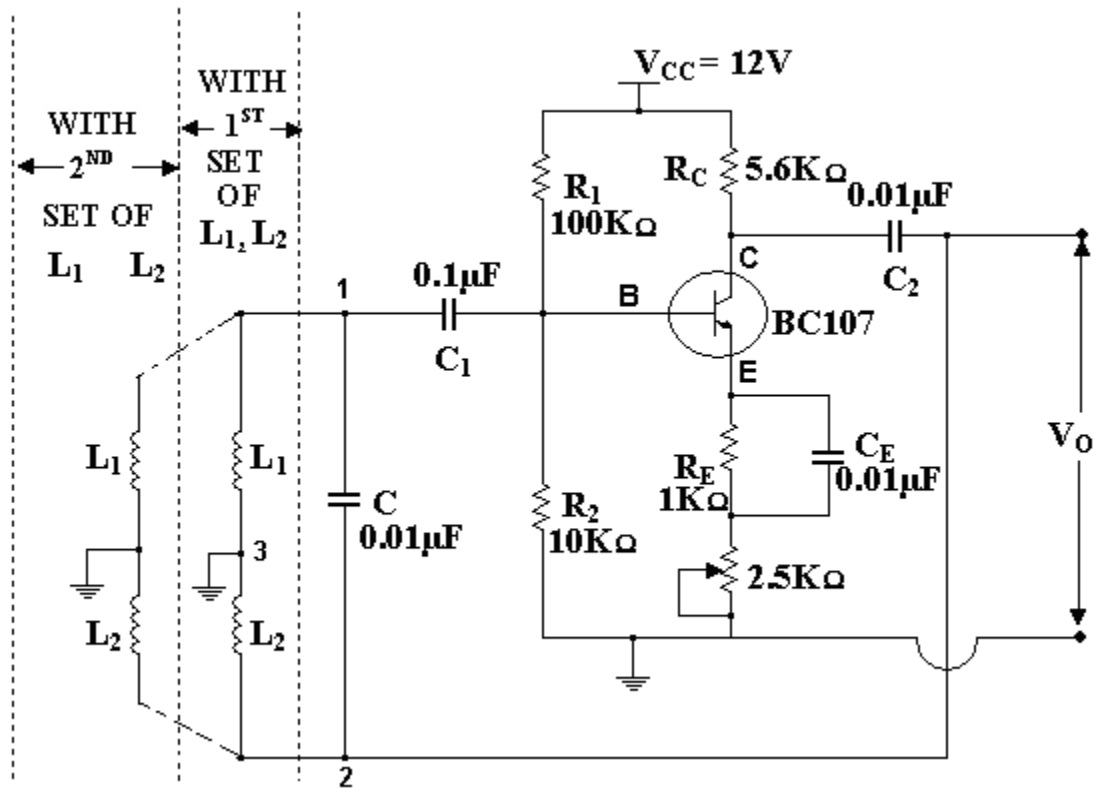 WITH
2ND
SET OF
L1 L2
WITH
1ST
SET
OF
L1, L2
VCC = 12V
R1
100KΩ
RC 5.6KΩ
0.01µF
C2
C
B
E
BC107
1
0.1µF
C1
L1
L1
C
0.01µF
3
L2
L2
2
R2
10KΩ
RE
1KΩ
CE
0.01µF
2.5KΩ
VO